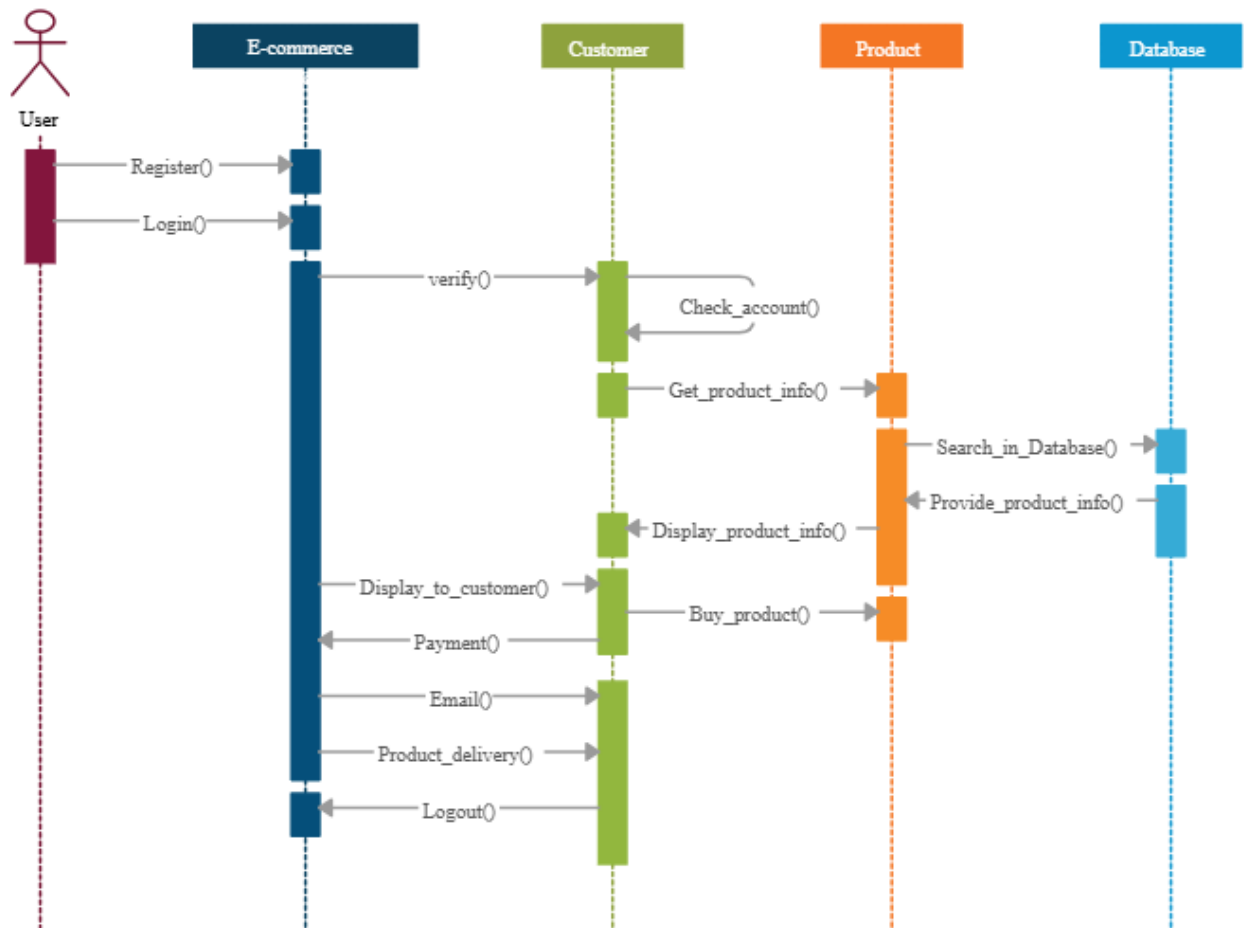 E-commerce
Customer
Product
Database
User
Register()
Login()
verify()
Check_account()
Get_product_info()
Search_in_Database()
Provide_product_info()
Display_product_info()
Display_to_customer()
Buy_product()
Payment()
Email()
Product_delivery()
Logout()